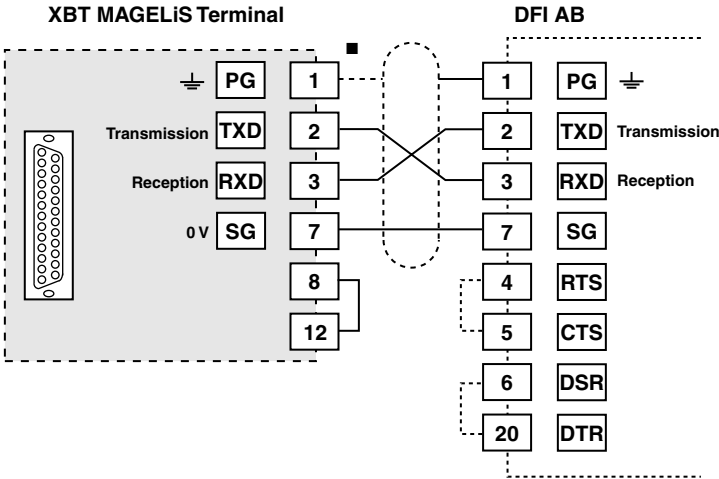 XBT MAGELiS Terminal DFI AB
PG 1 1 PG
Transmission TXD 2 2 TXD Transmission
Reception RXD 3 3 RXD Reception
0 V SG 7 7 SG
8 4 RTS
12 5 CTS
6 DSR
20 DTR